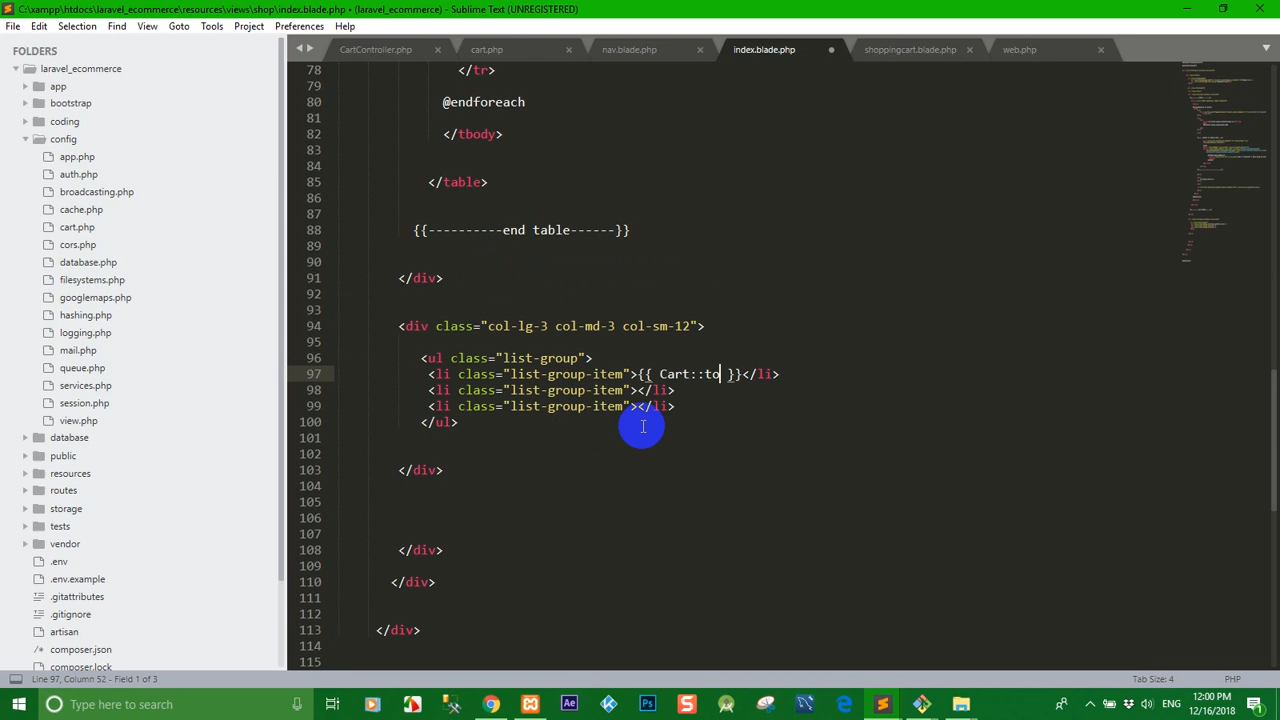 C:\xampp\htdocs\laravel_ecommerce\resources\views\shop\index.blade.php • (laravel_ecommerce) - Sublime Text (UNREGISTERED)
File Edit Selection Find View Goto Tools Project Preferences Help
FOLDERS
laravel_ecommerce
app
bootstrap
coding
config
app.php
auth.php
broadcasting.php
cache.php
cart.php
cors.php
database.php
filesystems.php
googlemaps.php
hashing.php
logging.php
mail.php
queue.php
services.php
session.php
view.php
database
public
resources
routes
storage
tests
vendor
.env
.env.example
.gitattributes
.gitignore
artisan
composer.json
composer.lock
CartController.php × cart.php × nav.blade.php × index.blade.php shoppingcart.blade.php × web.php ×
78 </tr>
79
80 @endforeach
81
82 </tbody>
83
84
85 </table>
86
87
88 {{----------end table------}}
89
90
91 </div>
92
93
94 <div class="col-lg-3 col-md-3 col-sm-12">
95
96 <ul class="list-group">
97 <li class="list-group-item">{{ Cart::to }}</li>
98 <li class="list-group-item"></li>
99 <li class="list-group-item"></li>
100 </ul>
101
102
103 </div>
104
105
106
107
108 </div>
109
110 </div>
111
112
113 </div>
114
115
Line 97, Column 52 - Field 1 of 3
Tab Size: 4
PHP
Type here to search
Ae
Ps
S
ENG
12:00 PM
12/16/2018